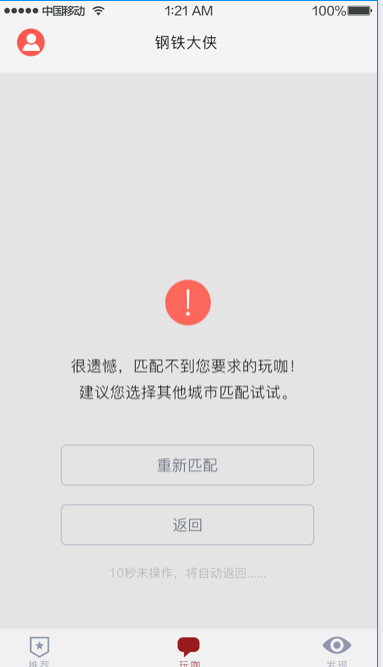 中国移动 1:21 AM 100%
钢铁大侠
!
很遗憾，匹配不到您要求的玩咖！
建议您选择其他城市匹配试试。
重新匹配
返回
10秒未操作，将自动返回......
推荐 玩咖 发现